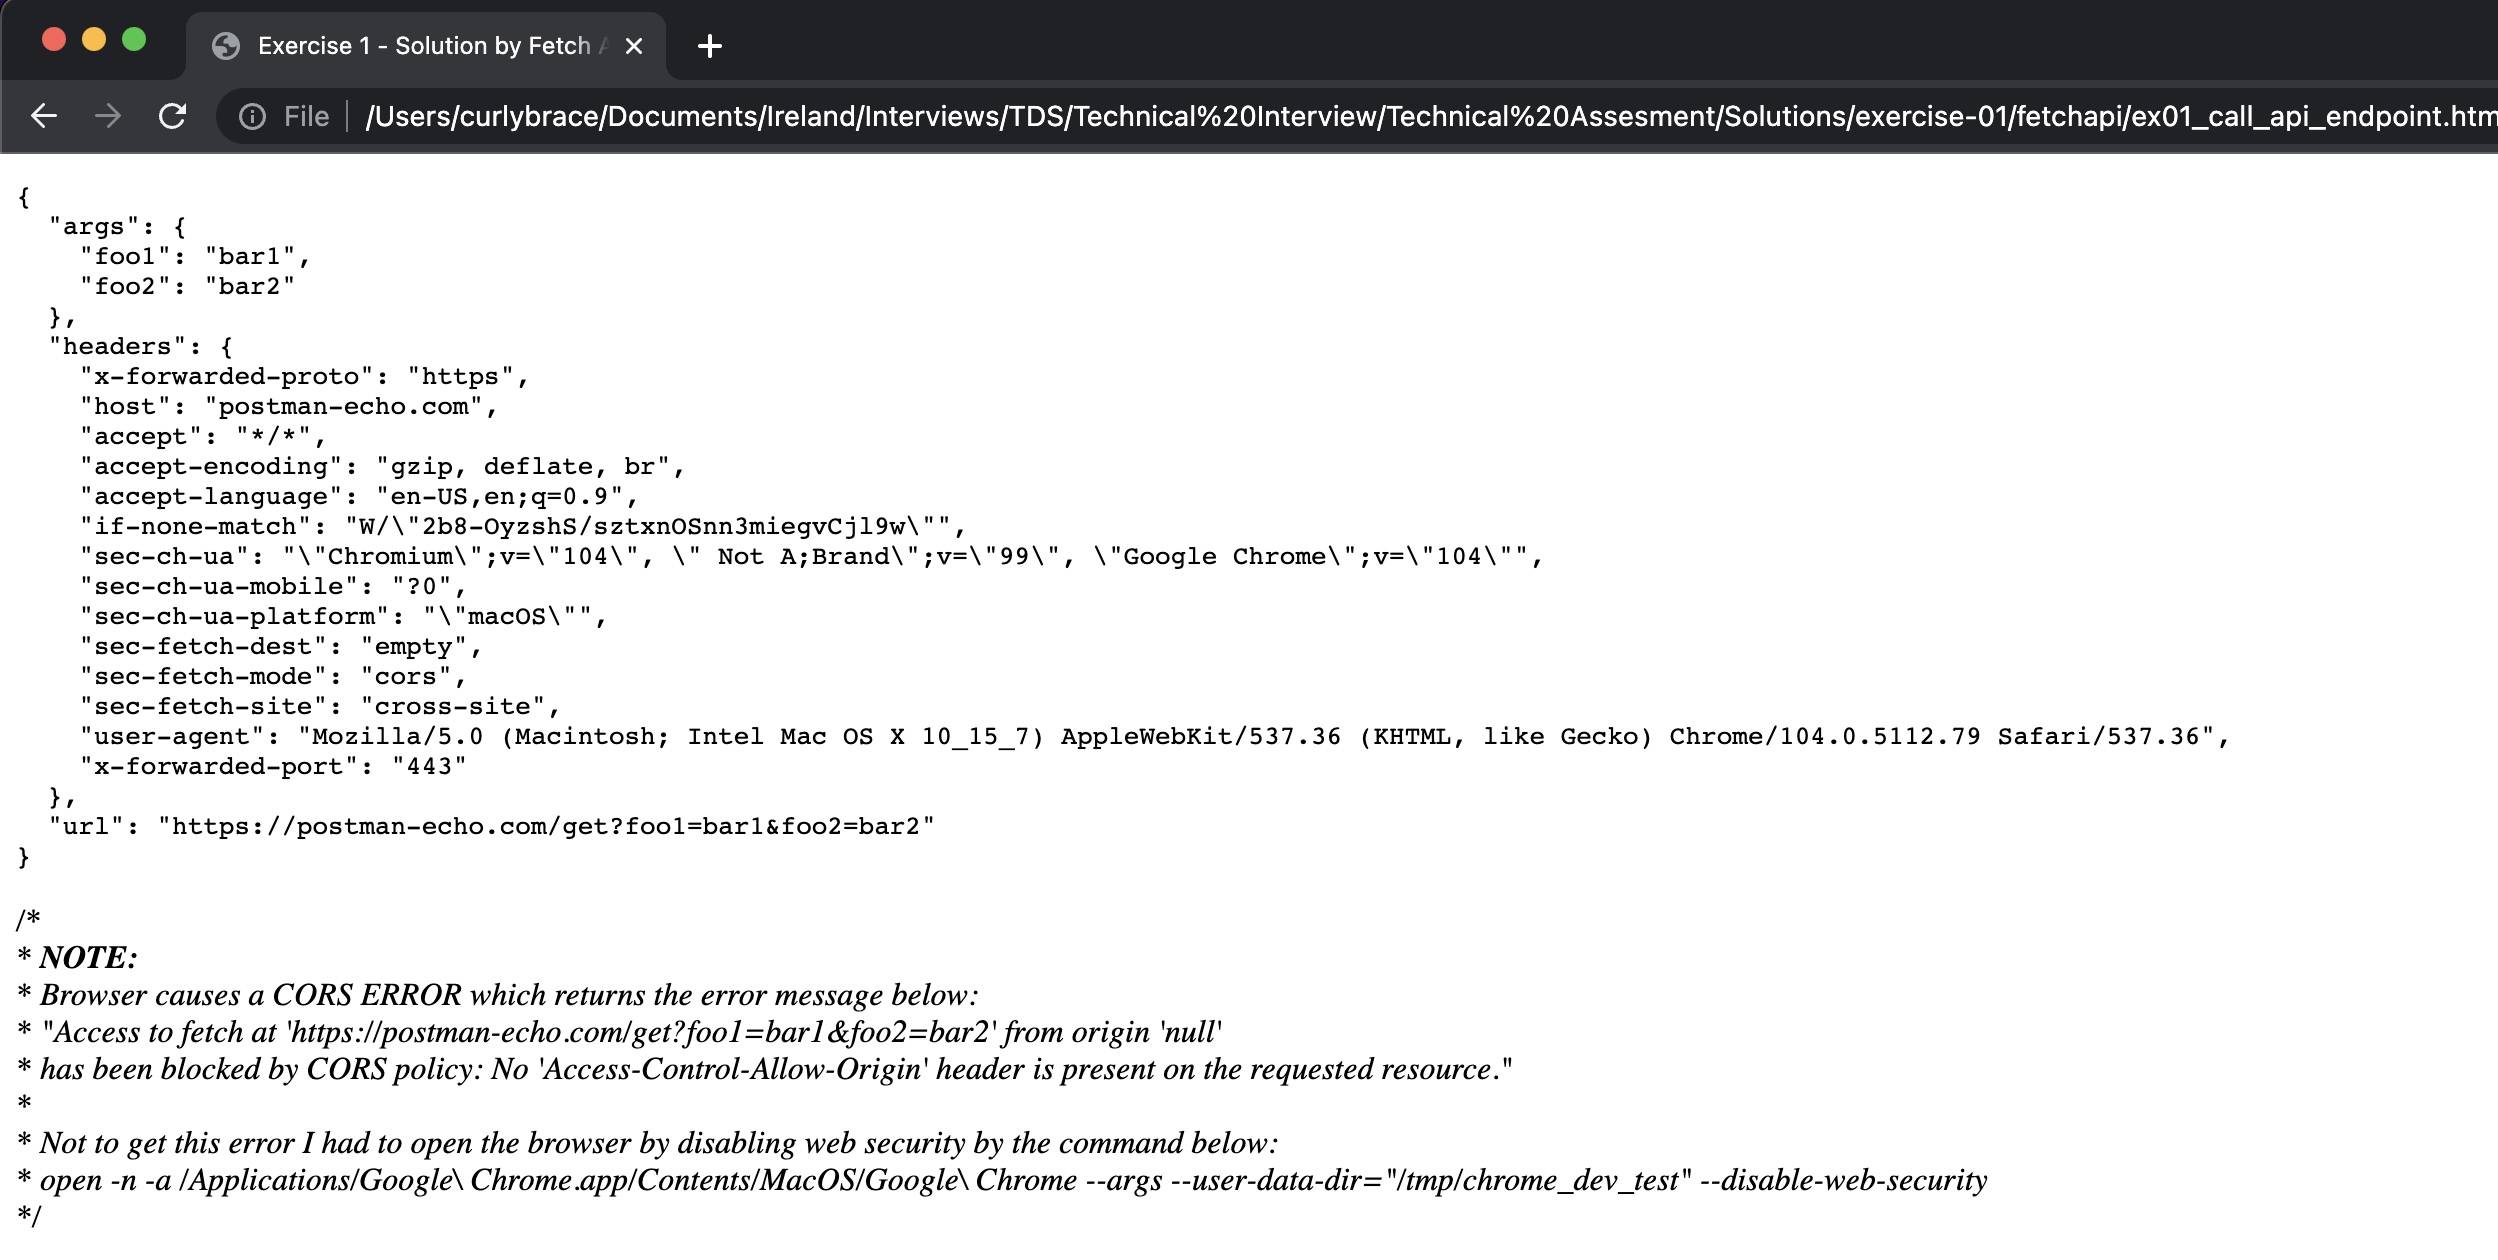 Exercise 1 - Solution by Fetch A
File
/Users/curlybrace/Documents/Ireland/Interviews/TDS/Technical%20Interview/Technical%20Assesment/Solutions/exercise-01/fetchapi/ex01_call_api_endpoint.htm
{
  "args": {
    "foo1": "bar1",
    "foo2": "bar2"
  },
  "headers": {
    "x-forwarded-proto": "https",
    "host": "postman-echo.com",
    "accept": "*/*",
    "accept-encoding": "gzip, deflate, br",
    "accept-language": "en-US,en;q=0.9",
    "if-none-match": "W/\"2b8-OyzshS/sztxnOSnn3miegvCjl9w\"",
    "sec-ch-ua": "\"Chromium\";v=\"104\", \" Not A;Brand\";v=\"99\", \"Google Chrome\";v=\"104\"",
    "sec-ch-ua-mobile": "?0",
    "sec-ch-ua-platform": "\"macOS\"",
    "sec-fetch-dest": "empty",
    "sec-fetch-mode": "cors",
    "sec-fetch-site": "cross-site",
    "user-agent": "Mozilla/5.0 (Macintosh; Intel Mac OS X 10_15_7) AppleWebKit/537.36 (KHTML, like Gecko) Chrome/104.0.5112.79 Safari/537.36",
    "x-forwarded-port": "443"
  },
  "url": "https://postman-echo.com/get?foo1=bar1&foo2=bar2"
}
/*
* NOTE:
* Browser causes a CORS ERROR which returns the error message below:
* "Access to fetch at 'https://postman-echo.com/get?foo1=bar1&foo2=bar2' from origin 'null'
* has been blocked by CORS policy: No 'Access-Control-Allow-Origin' header is present on the requested resource."
*
* Not to get this error I had to open the browser by disabling web security by the command below:
* open -n -a /Applications/Google\ Chrome.app/Contents/MacOS/Google\ Chrome --args --user-data-dir="/tmp/chrome_dev_test" --disable-web-security
*/